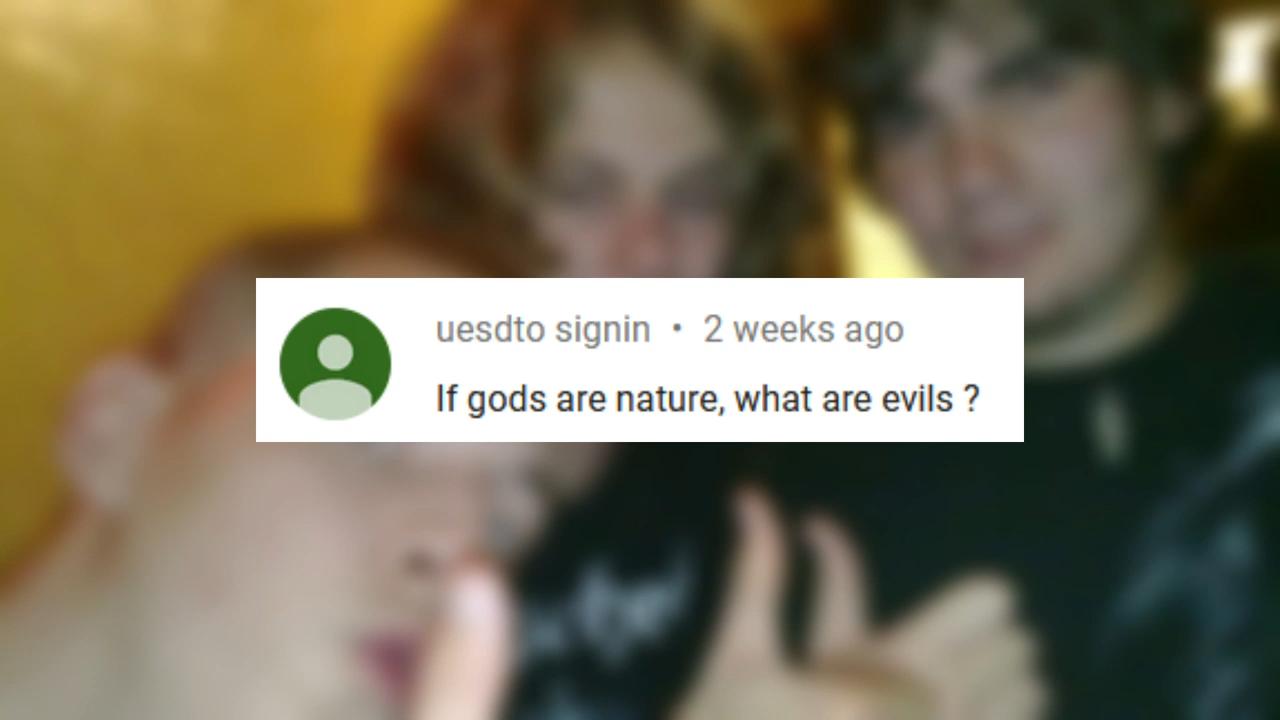 uesdto signin • 2 weeks ago
If gods are nature, what are evils ?